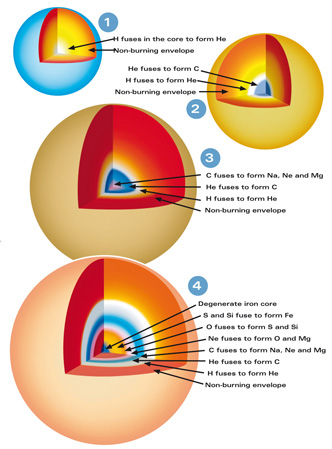 1
H fuses in the core to form He
Non-burning envelope
He fuses to form C
H fuses to form He
Non-burning envelope
2
3
C fuses to form Na, Ne and Mg
He fuses to form C
H fuses to form He
Non-burning envelope
4
Degenerate iron core
S and Si fuse to form Fe
O fuses to form S and Si
Ne fuses to form O and Mg
C fuses to form Na, Ne and Mg
He fuses to form C
H fuses to form He
Non-burning envelope